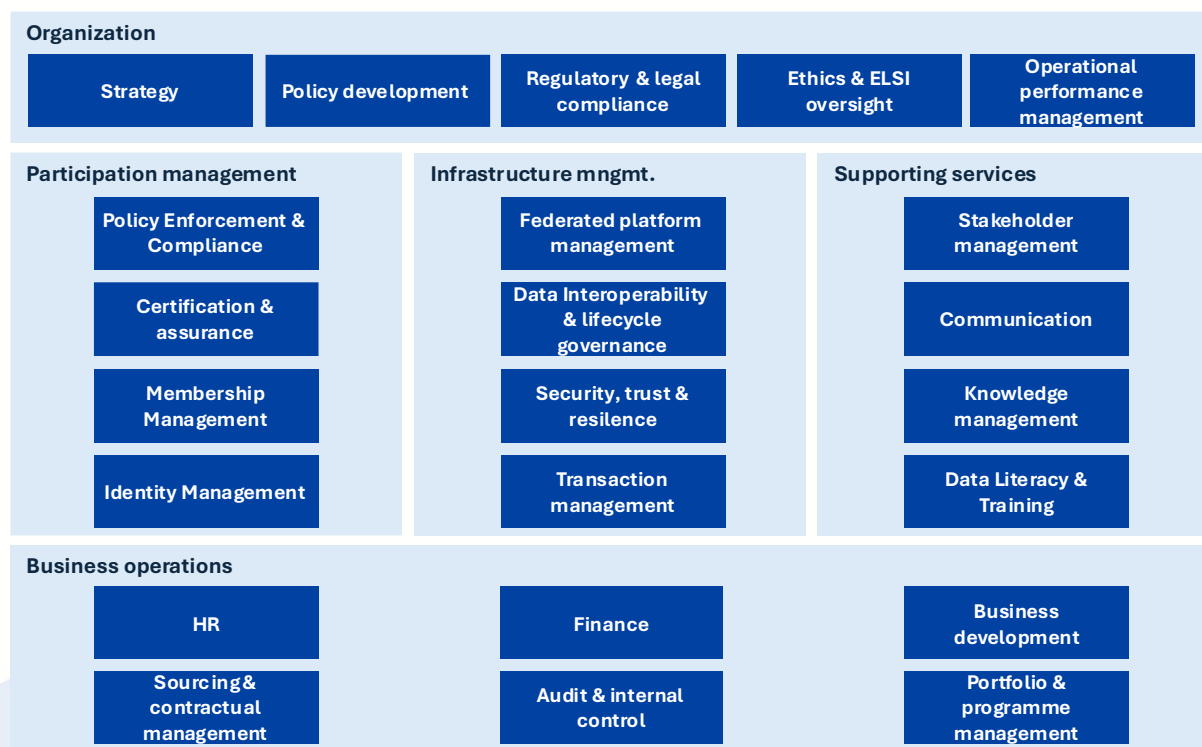 Organization
Strategy
Policy development
Regulatory & legal
compliance
Ethics & ELSI
oversight
Operational
performance
management
Participation management
Policy Enforcement &
Compliance
Certification &
assurance
Membership
Management
Identity Management
Infrastructure mngmt.
Federated platform
management
Data Interoperability
& lifecycle
governance
Security, trust &
resilence
Transaction
management
Supporting services
Stakeholder
management
Communication
Knowledge
management
Data Literacy &
Training
Business operations
HR
Finance
Business
development
Sourcing &
contractual
management
Audit & internal
control
Portfolio &
programme
management